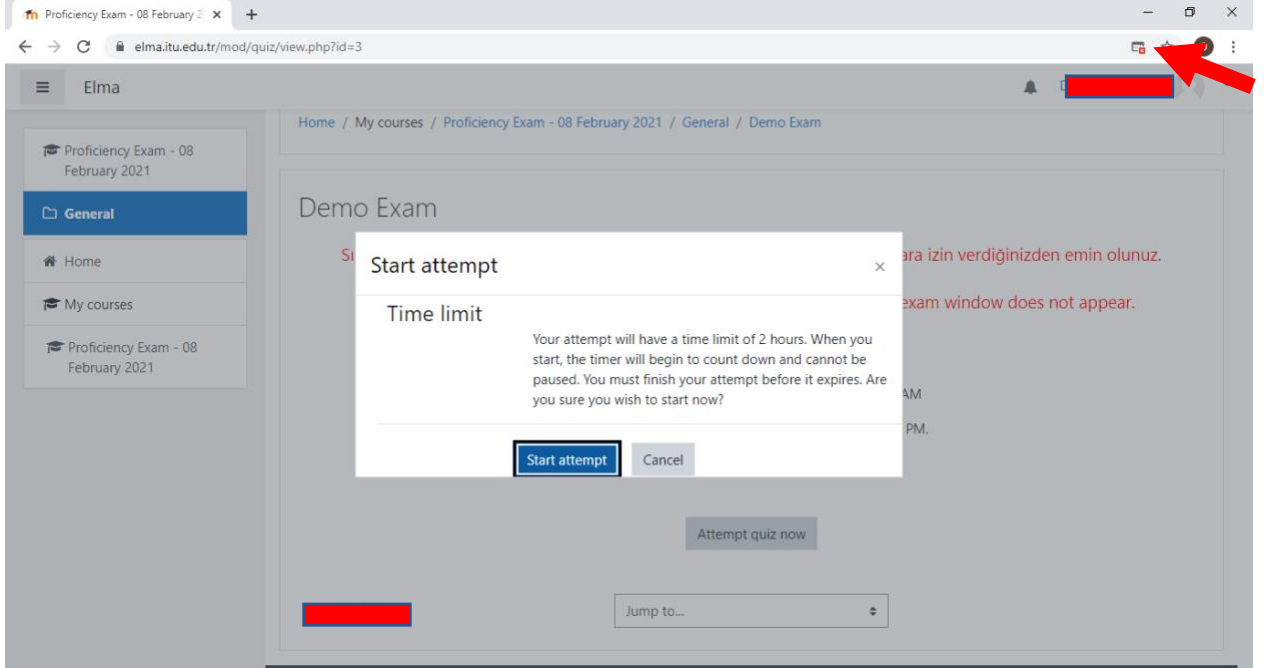 Proficiency Exam - 08 February
elma.itu.edu.tr/mod/quiz/view.php?id=3
Elma
Home / My courses / Proficiency Exam - 08 February 2021 / General / Demo Exam
Proficiency Exam - 08
February 2021
General
Home
My courses
Proficiency Exam - 08
February 2021
Demo Exam
izin verdiğinizden emin olunuz.
exam window does not appear.
AM
PM.
Start attempt
×
Time limit
Your attempt will have a time limit of 2 hours. When you
start, the timer will begin to count down and cannot be
paused. You must finish your attempt before it expires. Are
you sure you wish to start now?
Start attempt
Cancel
Attempt quiz now
Jump to...